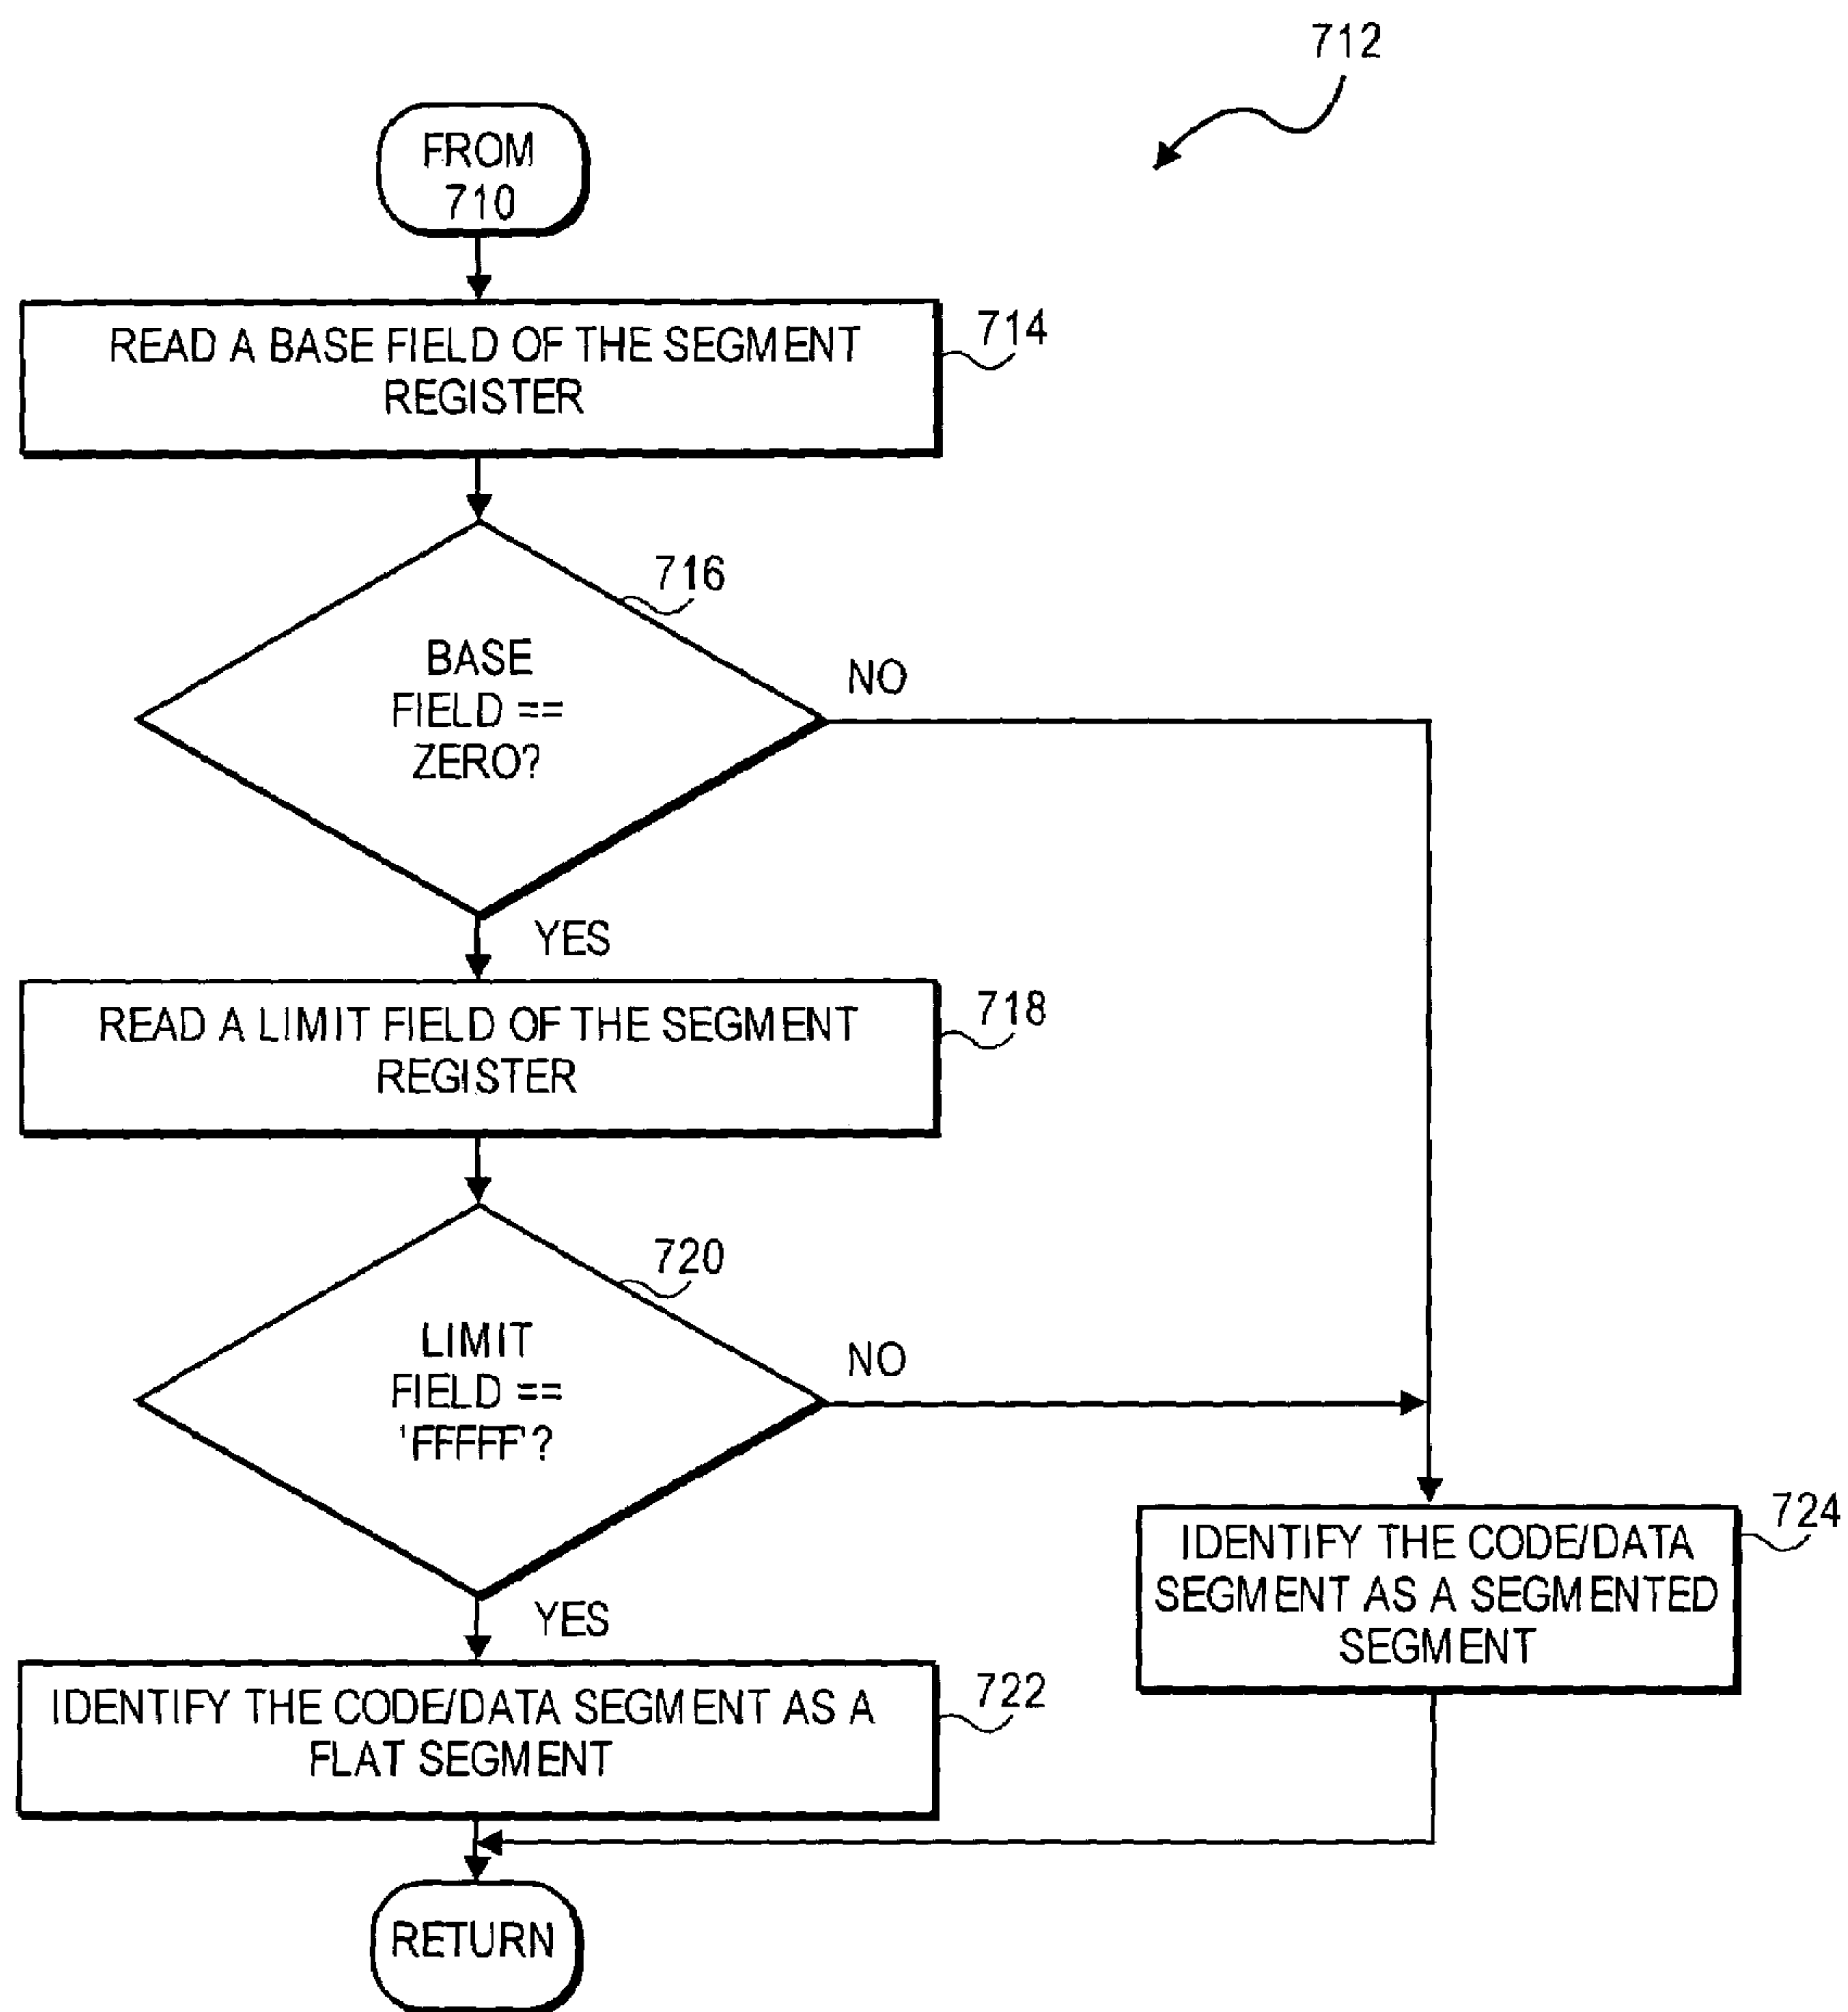 712
FROM
710
READ A BASE FIELD OF THE SEGMENT
REGISTER
714
716
BASE
FIELD ==
ZERO?
NO
YES
READ A LIMIT FIELD OF THE SEGMENT
REGISTER
718
720
LIMIT
FIELD ==
'FFFFF'?
NO
YES
IDENTIFY THE CODE/DATA SEGMENT AS A
FLAT SEGMENT
722
IDENTIFY THE CODE/DATA
SEGMENT AS A SEGMENTED
SEGMENT
724
RETURN